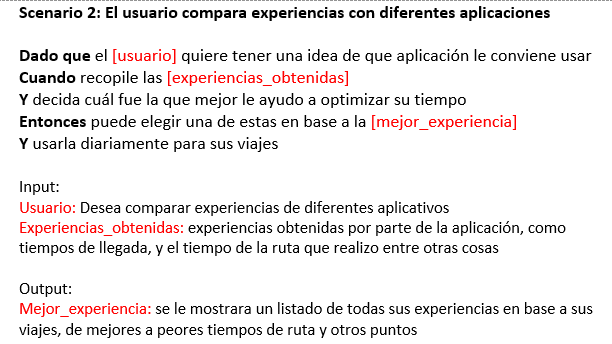 Scenario 2: El usuario compara experiencias con diferentes aplicaciones
Dado que el [usuario] quiere tener una idea de que aplicación le conviene usar
Cuando recopile las [experiencias_obtenidas]
Y decida cuál fue la que mejor le ayudo a optimizar su tiempo
Entonces puede elegir una de estas en base a la [mejor_experiencia]
Y usarla diariamente para sus viajes
Input:
Usuario: Desea comparar experiencias de diferentes aplicativos
Experiencias_obtenidas: experiencias obtenidas por parte de la aplicación, como
tiempos de llegada, y el tiempo de la ruta que realizo entre otras cosas
Output:
Mejor_experiencia: se le mostrara un listado de todas sus experiencias en base a sus
viajes, de mejores a peores tiempos de ruta y otros puntos